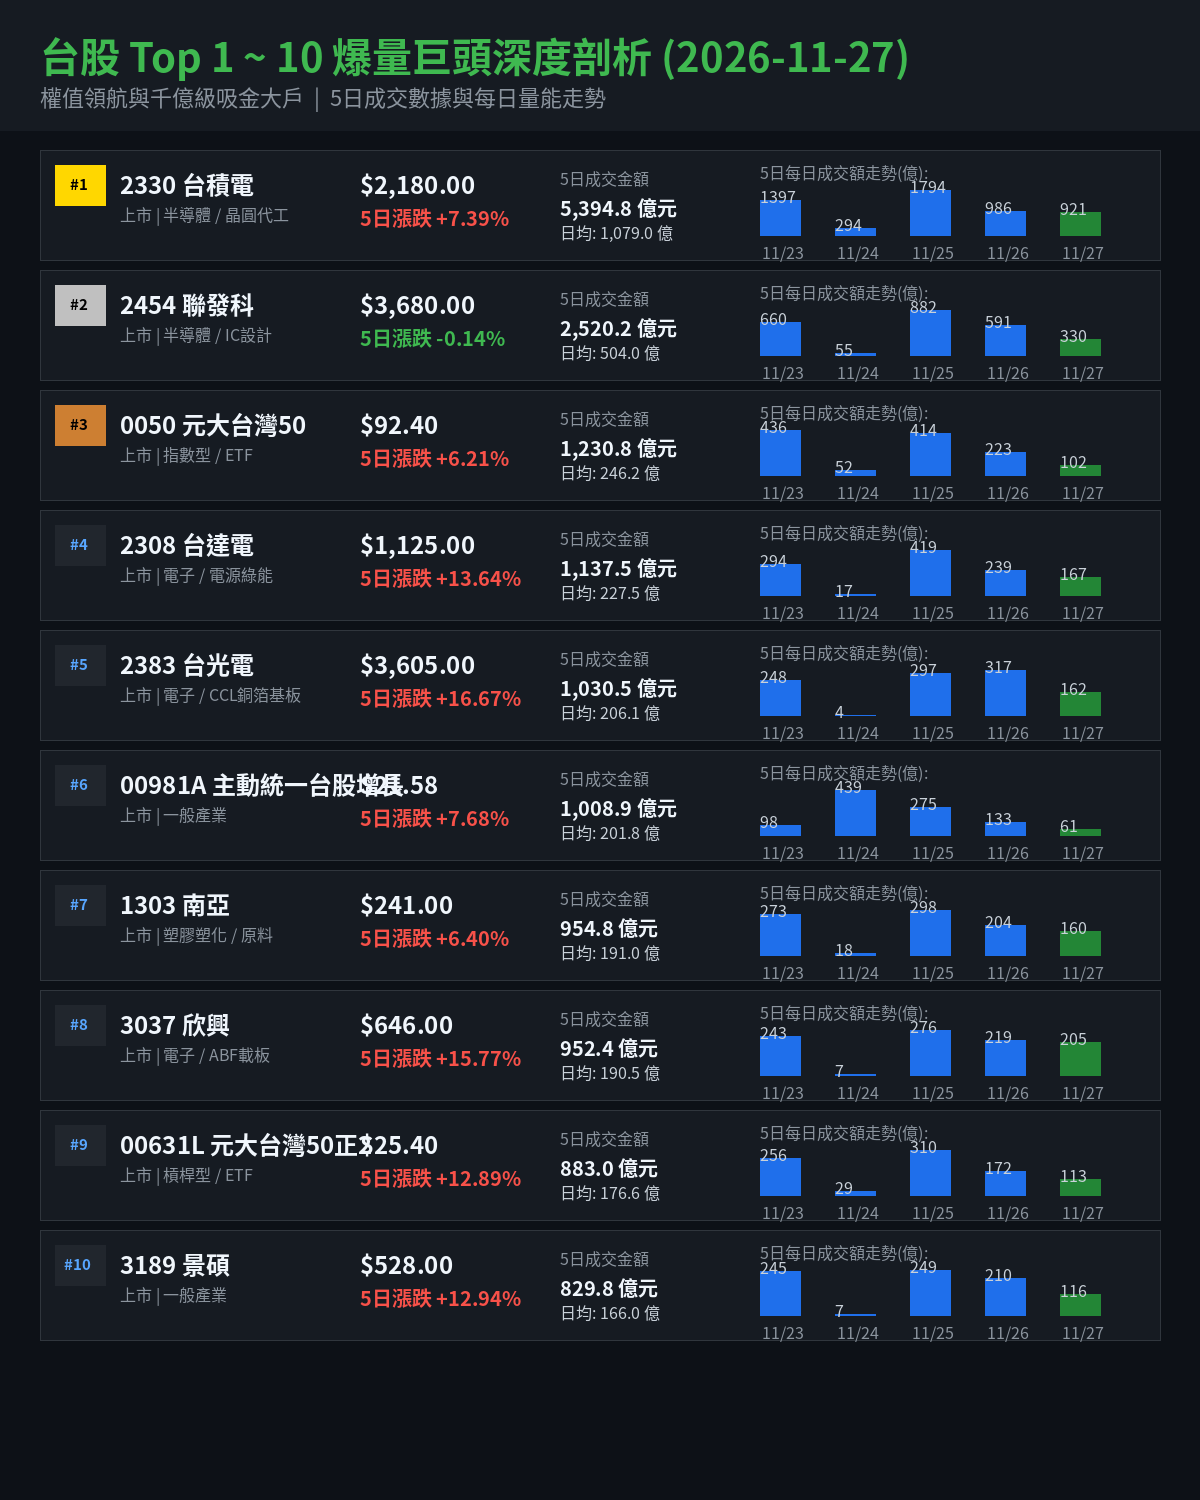 台股 Top 1 ~ 10 爆量巨頭深度剖析 (2026-11-27)
權值領航與千億級吸金大戶 | 5日成交數據與每日量能走勢
#1
2330 台積電
上市 | 半導體 / 晶圓代工
$2,180.00
5日漲跌 +7.39%
5日成交金額
5,394.8 億元
日均: 1,079.0 億
5日每日成交額走勢(億):
1397 294 1794 986 921
11/23 11/24 11/25 11/26 11/27
#2
2454 聯發科
上市 | 半導體 / IC設計
$3,680.00
5日漲跌 -0.14%
5日成交金額
2,520.2 億元
日均: 504.0 億
5日每日成交額走勢(億):
660 55 882 591 330
11/23 11/24 11/25 11/26 11/27
#3
0050 元大台灣50
上市 | 指數型 / ETF
$92.40
5日漲跌 +6.21%
5日成交金額
1,230.8 億元
日均: 246.2 億
5日每日成交額走勢(億):
436 52 414 223 102
11/23 11/24 11/25 11/26 11/27
#4
2308 台達電
上市 | 電子 / 電源綠能
$1,125.00
5日漲跌 +13.64%
5日成交金額
1,137.5 億元
日均: 227.5 億
5日每日成交額走勢(億):
294 17 419 239 167
11/23 11/24 11/25 11/26 11/27
#5
2383 台光電
上市 | 電子 / CCL銅箔基板
$3,605.00
5日漲跌 +16.67%
5日成交金額
1,030.5 億元
日均: 206.1 億
5日每日成交額走勢(億):
248 4 297 317 162
11/23 11/24 11/25 11/26 11/27
#6
00981A 主動統一台股增長
上市 | 一般產業
5日漲跌 +7.68%
5日成交金額
1,008.9 億元
日均: 201.8 億
5日每日成交額走勢(億):
98 439 275 133 61
11/23 11/24 11/25 11/26 11/27
#7
1303 南亞
上市 | 塑膠塑化 / 原料
$241.00
5日漲跌 +6.40%
5日成交金額
954.8 億元
日均: 191.0 億
5日每日成交額走勢(億):
273 18 298 204 160
11/23 11/24 11/25 11/26 11/27
#8
3037 欣興
上市 | 電子 / ABF載板
$646.00
5日漲跌 +15.77%
5日成交金額
952.4 億元
日均: 190.5 億
5日每日成交額走勢(億):
243 7 276 219 205
11/23 11/24 11/25 11/26 11/27
#9
00631L 元大台灣50正2
上市 | 槓桿型 / ETF
$25.40
5日漲跌 +12.89%
5日成交金額
883.0 億元
日均: 176.6 億
5日每日成交額走勢(億):
256 29 310 172 113
11/23 11/24 11/25 11/26 11/27
#10
3189 景碩
上市 | 一般產業
$528.00
5日漲跌 +12.94%
5日成交金額
829.8 億元
日均: 166.0 億
5日每日成交額走勢(億):
245 7 249 210 116
11/23 11/24 11/25 11/26 11/27